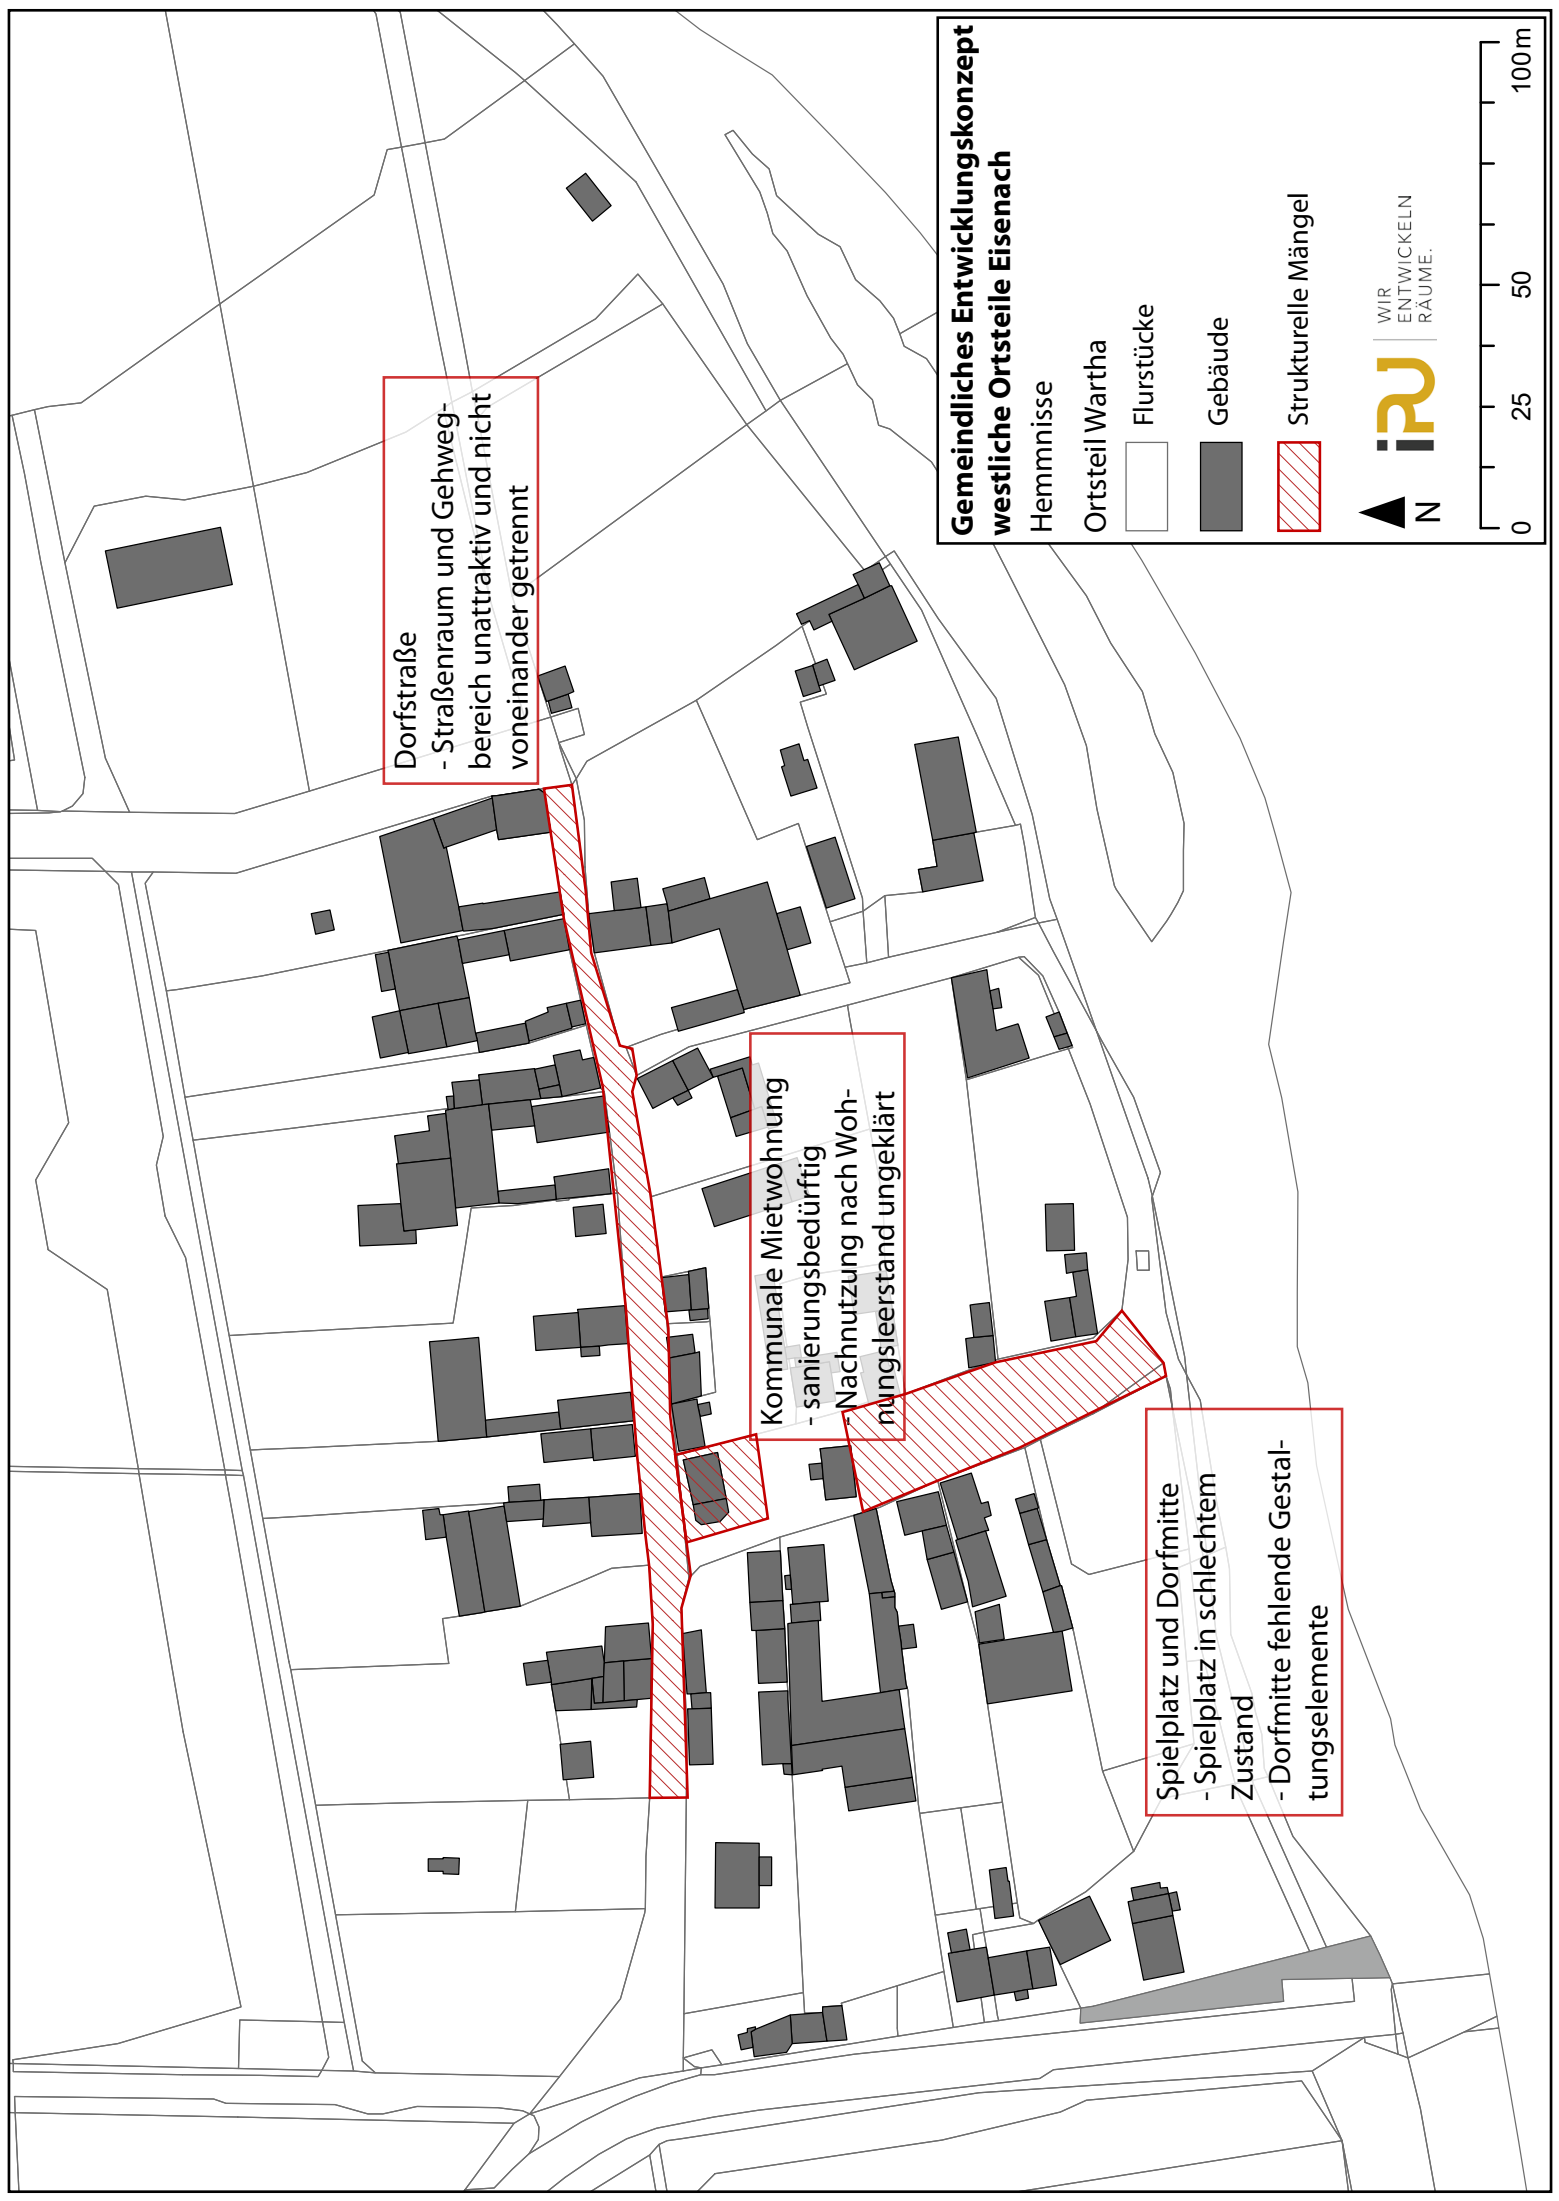 Dorfstraße
- Straßenraum und Gehweg-
bereich unattraktiv und nicht
voneinander getrennt
Kommunale Mietwohnung
- sanierungsbedürftig
- Nachnutzung nach Woh-
nungsleerstand ungeklärt
Spielplatz und Dorfmitte
- Spielplatz in schlechtem
Zustand
- Dorfmitte fehlende Gestal-
tungselemente
Gemeindliches Entwicklungskonzept
westliche Ortsteile Eisenach
Hemmnisse
Ortsteil Wartha
Flurstücke
Gebäude
Strukturelle Mängel
N
iPU
WIR
ENTWICKELN
RÄUME.
0 25 50 100m